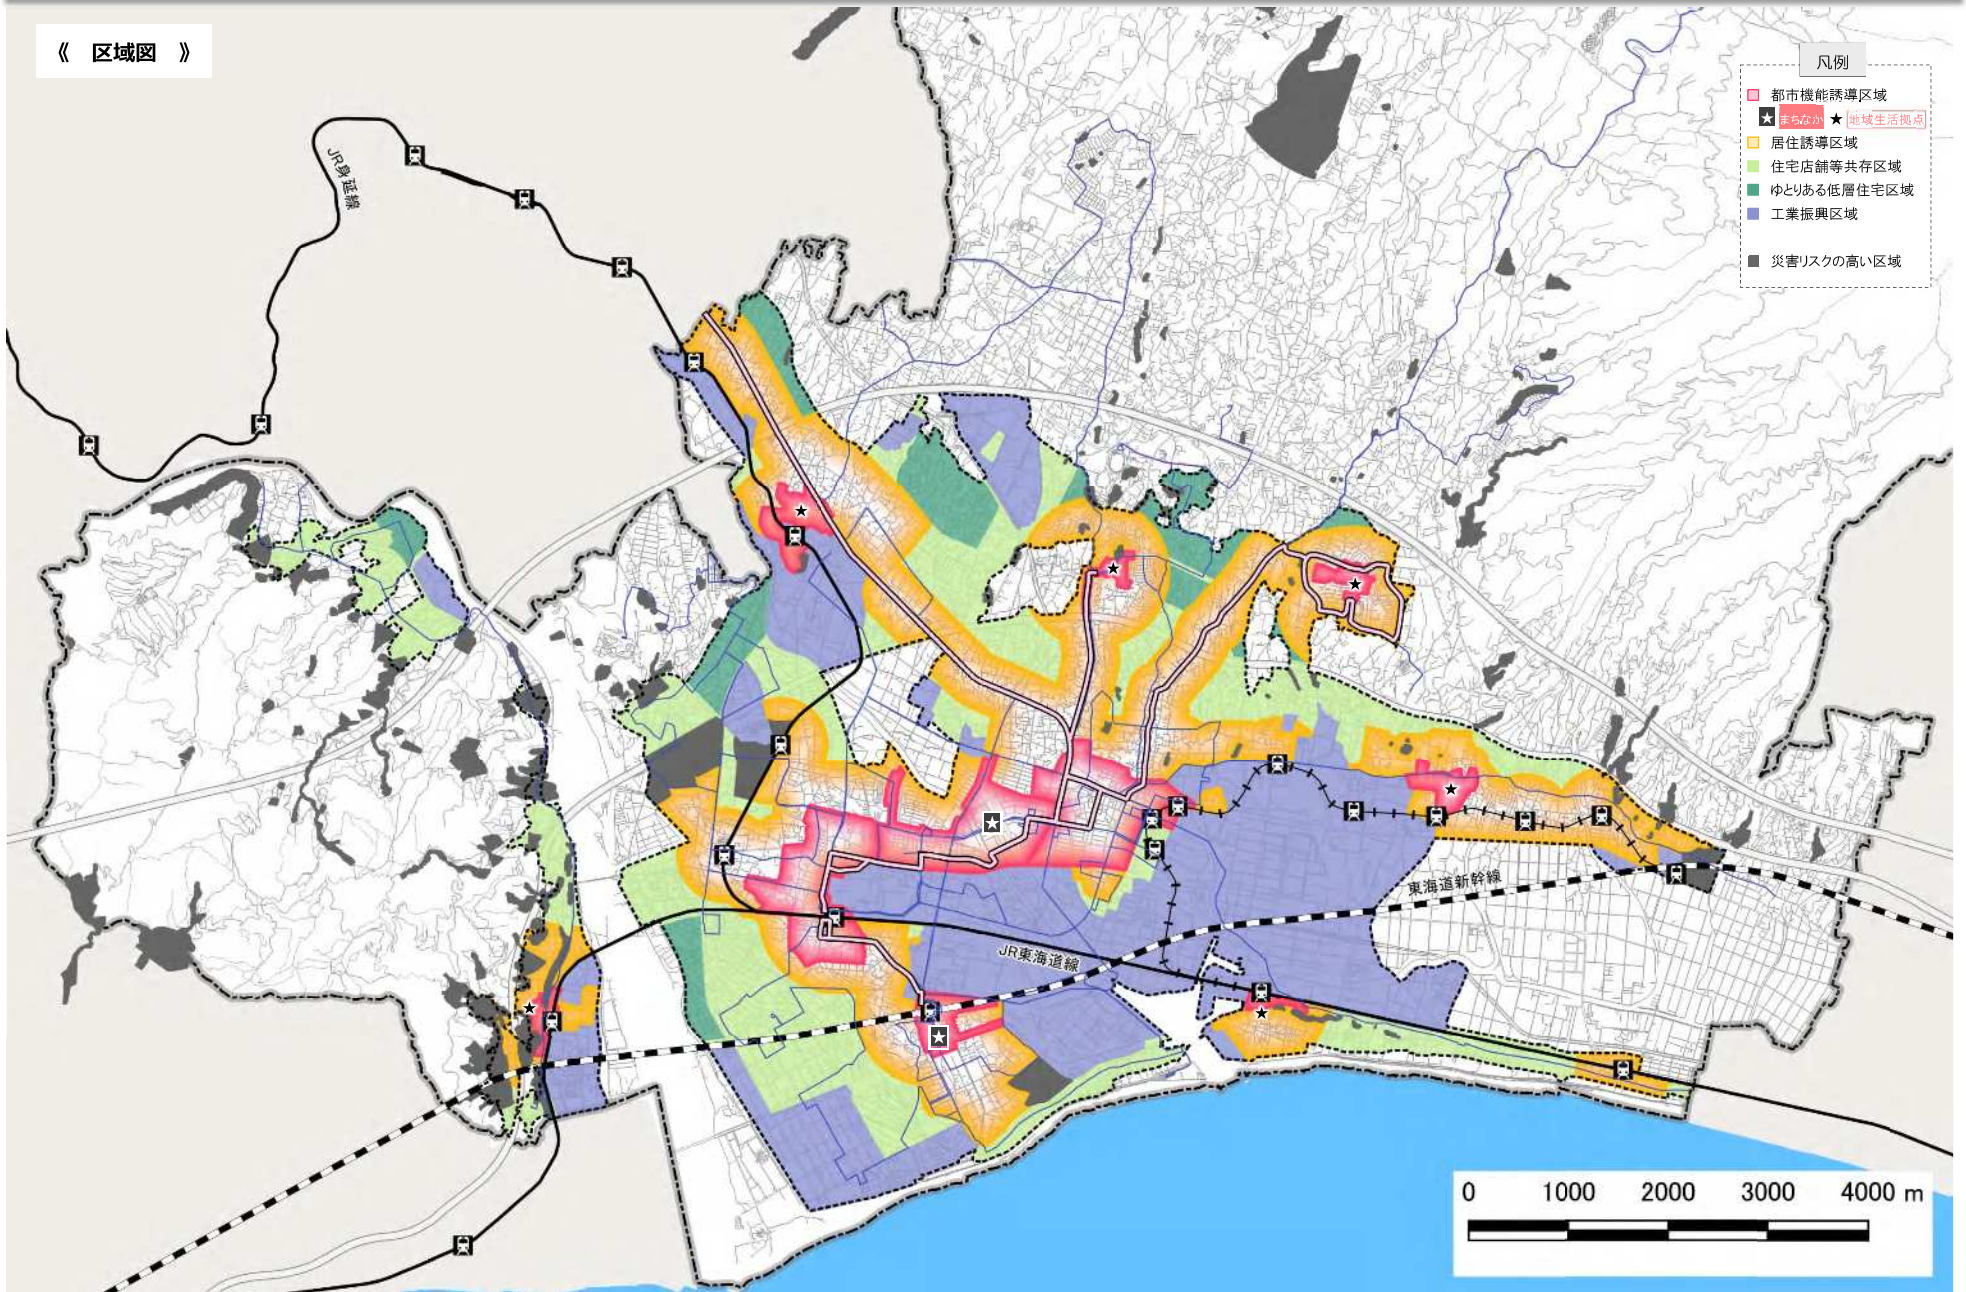 《 区域図 》
凡例
都市機能誘導区域
まちなか 地域生活拠点
居住誘導区域
住宅店舗等共存区域
ゆとりある低層住宅区域
工業振興区域
災害リスクの高い区域
JR身延線
東海道新幹線
JR東海道線
0 1000 2000 3000 4000 m